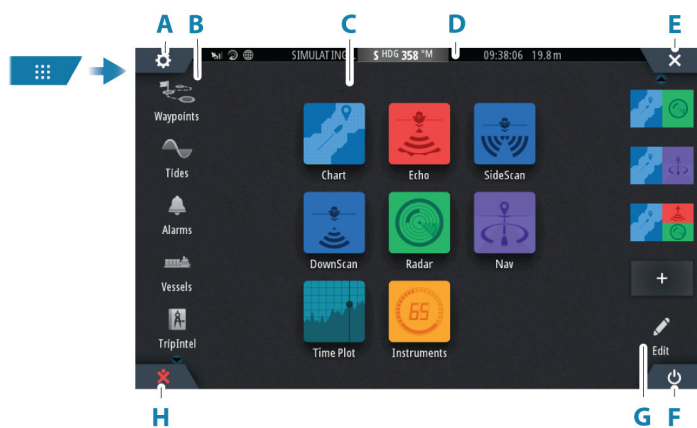 A B C D E
SIMULATING S HDG 358 °M 09:38:06 19.8 m
Waypoints
Tides
Alarms
Vessels
TripIntel
Chart Echo SideScan
DownScan Radar Nav
65
Time Plot Instruments
+
Edit
H G F